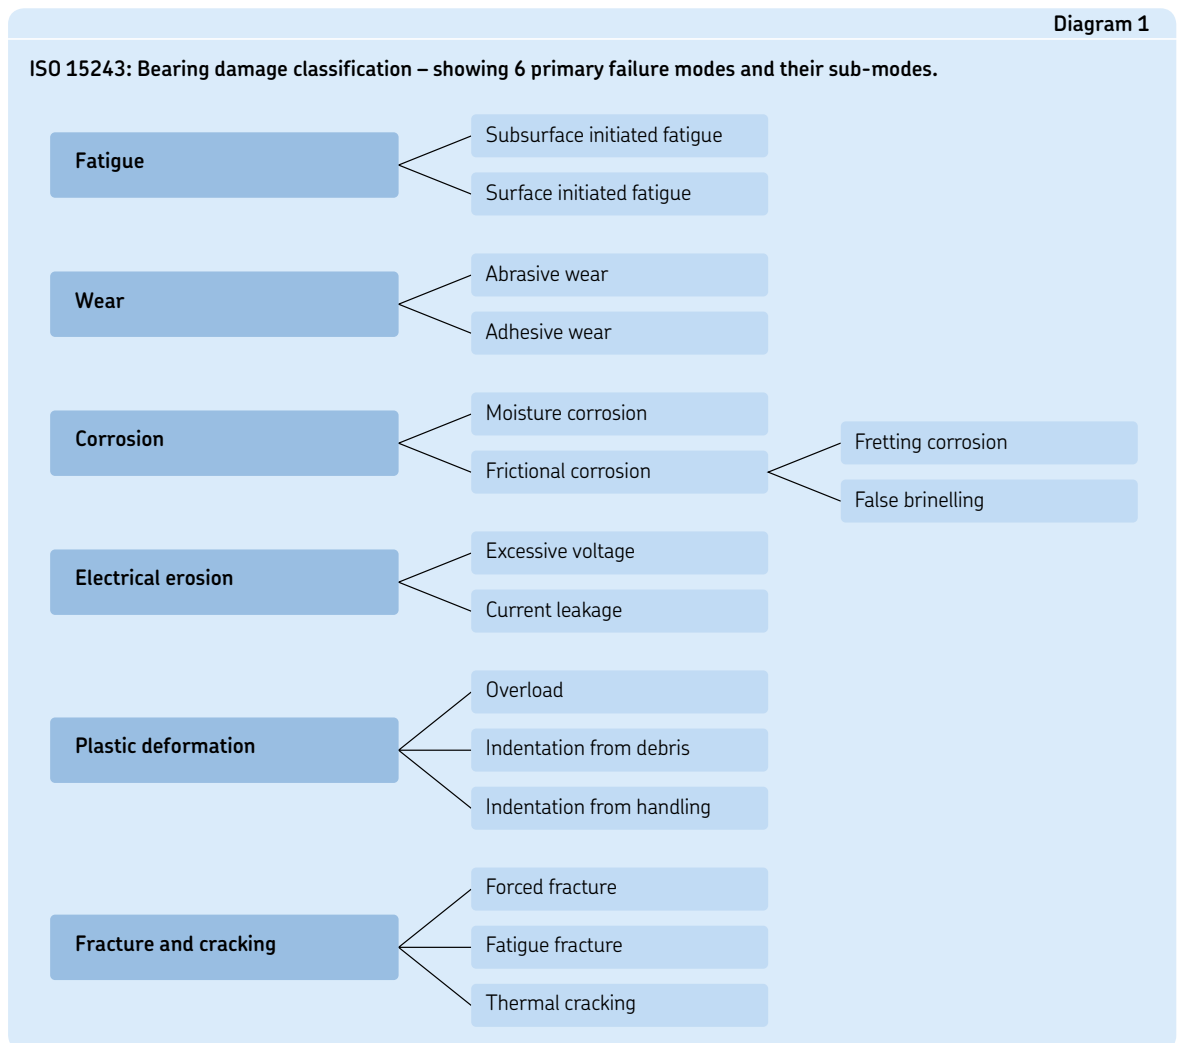 Diagram 1
ISO 15243: Bearing damage classification – showing 6 primary failure modes and their sub-modes.
Fatigue
Subsurface initiated fatigue
Surface initiated fatigue
Wear
Abrasive wear
Adhesive wear
Corrosion
Moisture corrosion
Frictional corrosion
Fretting corrosion
False brinelling
Electrical erosion
Excessive voltage
Current leakage
Plastic deformation
Overload
Indentation from debris
Indentation from handling
Fracture and cracking
Forced fracture
Fatigue fracture
Thermal cracking